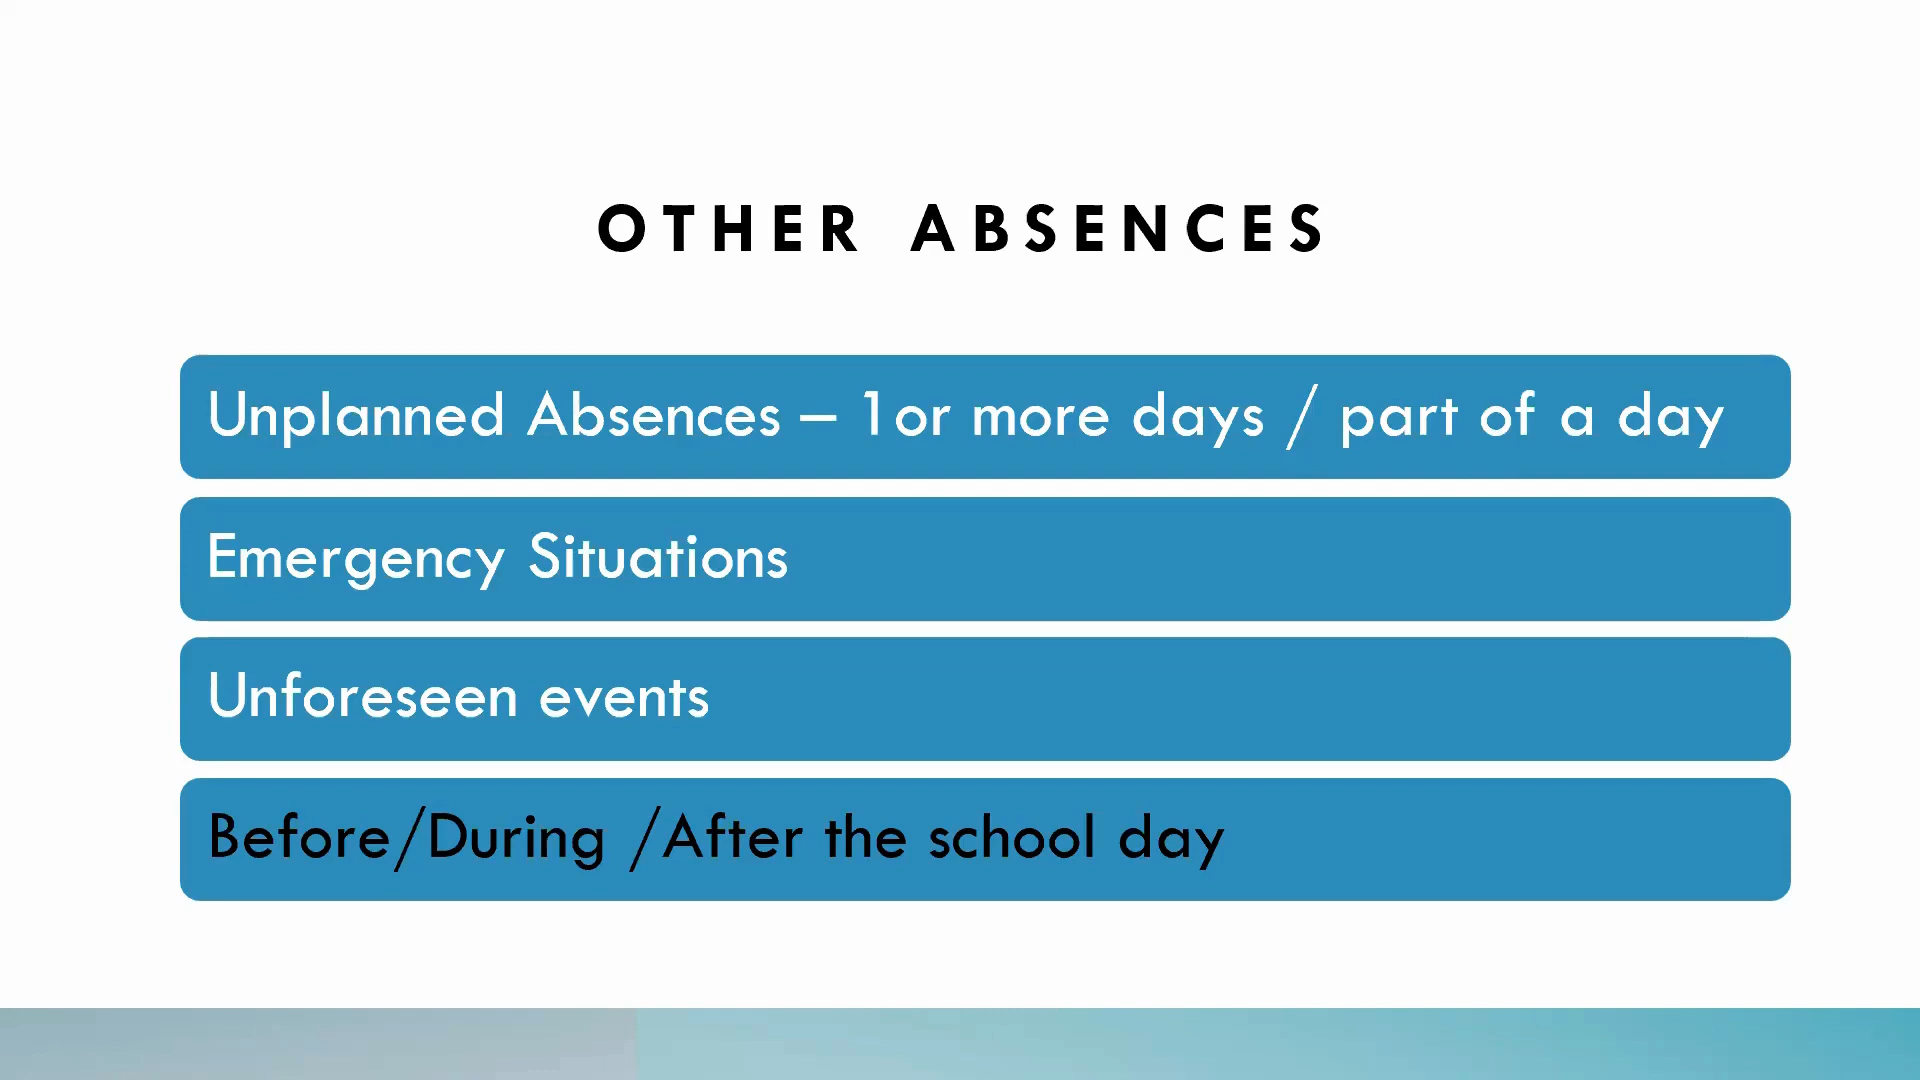 OTHER ABSENCES
Unplanned Absences – 1or more days / part of a day
Emergency Situations
Unforeseen events
Before/During /After the school day